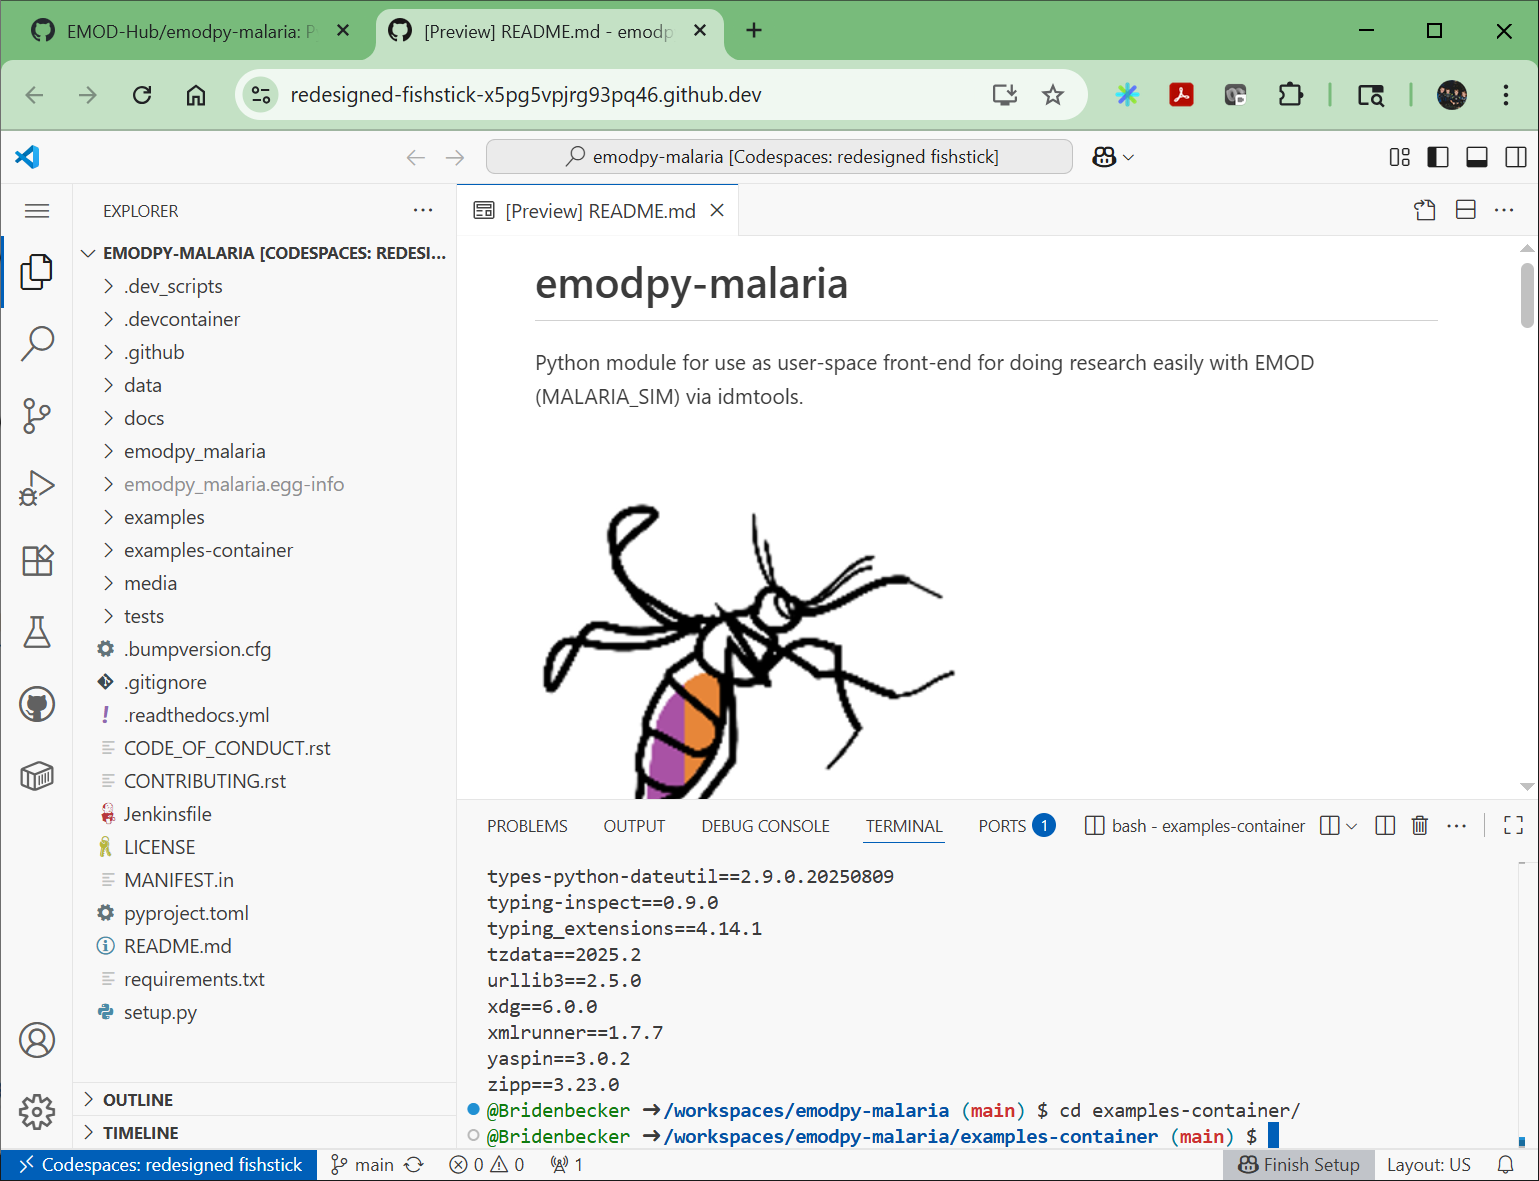 EMOD-Hub/emodpy-malaria: P
[Preview] README.md - emodp
redesigned-fishstick-x5pg5vpjrg93pq46.github.dev
emodpy-malaria [Codespaces: redesigned fishstick]
EXPLORER
[Preview] README.md
EMODPY-MALARIA [CODESPACES: REDESI...
.dev_scripts
.devcontainer
.github
data
docs
emodpy_malaria
emodpy_malaria.egg-info
examples
examples-container
media
tests
.bumpversion.cfg
.gitignore
.readthedocs.yml
CODE_OF_CONDUCT.rst
CONTRIBUTING.rst
Jenkinsfile
LICENSE
MANIFEST.in
pyproject.toml
README.md
requirements.txt
setup.py
OUTLINE
TIMELINE
emodpy-malaria
Python module for use as user-space front-end for doing research easily with EMOD
(MALARIA_SIM) via idmtools.
PROBLEMS OUTPUT DEBUG CONSOLE TERMINAL PORTS 1 bash - examples-container
types-python-dateutil==2.9.0.20250809
typing-inspect==0.9.0
typing_extensions==4.14.1
tzdata==2025.2
urllib3==2.5.0
xdg==6.0.0
xmlrunner==1.7.7
yaspin==3.0.2
zipp==3.23.0
@Bridenbecker ➜/workspaces/emodpy-malaria (main) $ cd examples-container/
@Bridenbecker ➜/workspaces/emodpy-malaria/examples-container (main) $
Codespaces: redesigned fishstick main 0 0 1 Finish Setup Layout: US